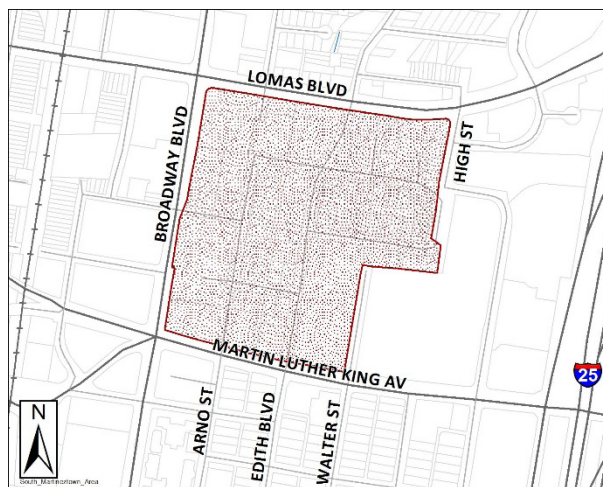 LOMAS BLVD
BROADWAY BLVD
HIGH ST
MARTIN LUTHER KING AV
25
ARNO ST
EDITH BLVD
WALTER ST
N
South_Martineztown_Area